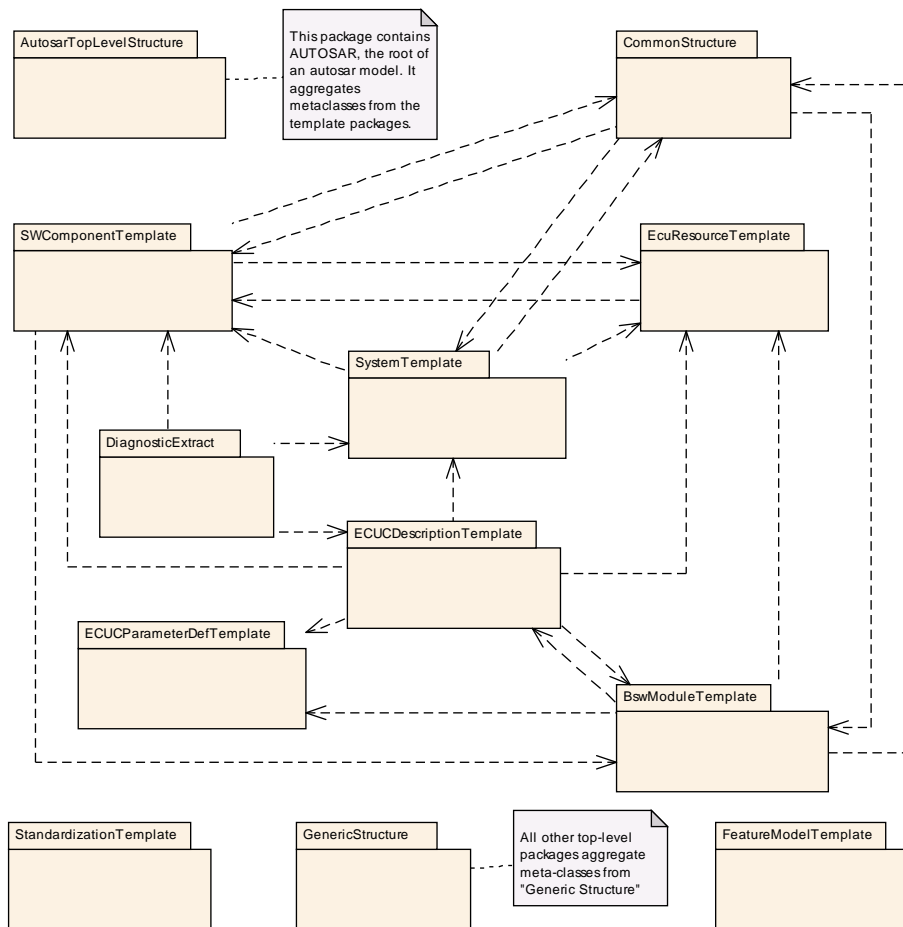 AutosarTopLevelStructure
This package contains
AUTOSAR, the root of
an autosar model. It
aggregates
metaclasses from the
template packages.
CommonStructure
SWComponentTemplate
EcuResourceTemplate
SystemTemplate
DiagnosticExtract
ECUCDescriptionTemplate
ECUCParameterDefTemplate
BswModuleTemplate
StandardizationTemplate
GenericStructure
All other top-level
packages aggregate
meta-classes from
"Generic Structure"
FeatureModelTemplate